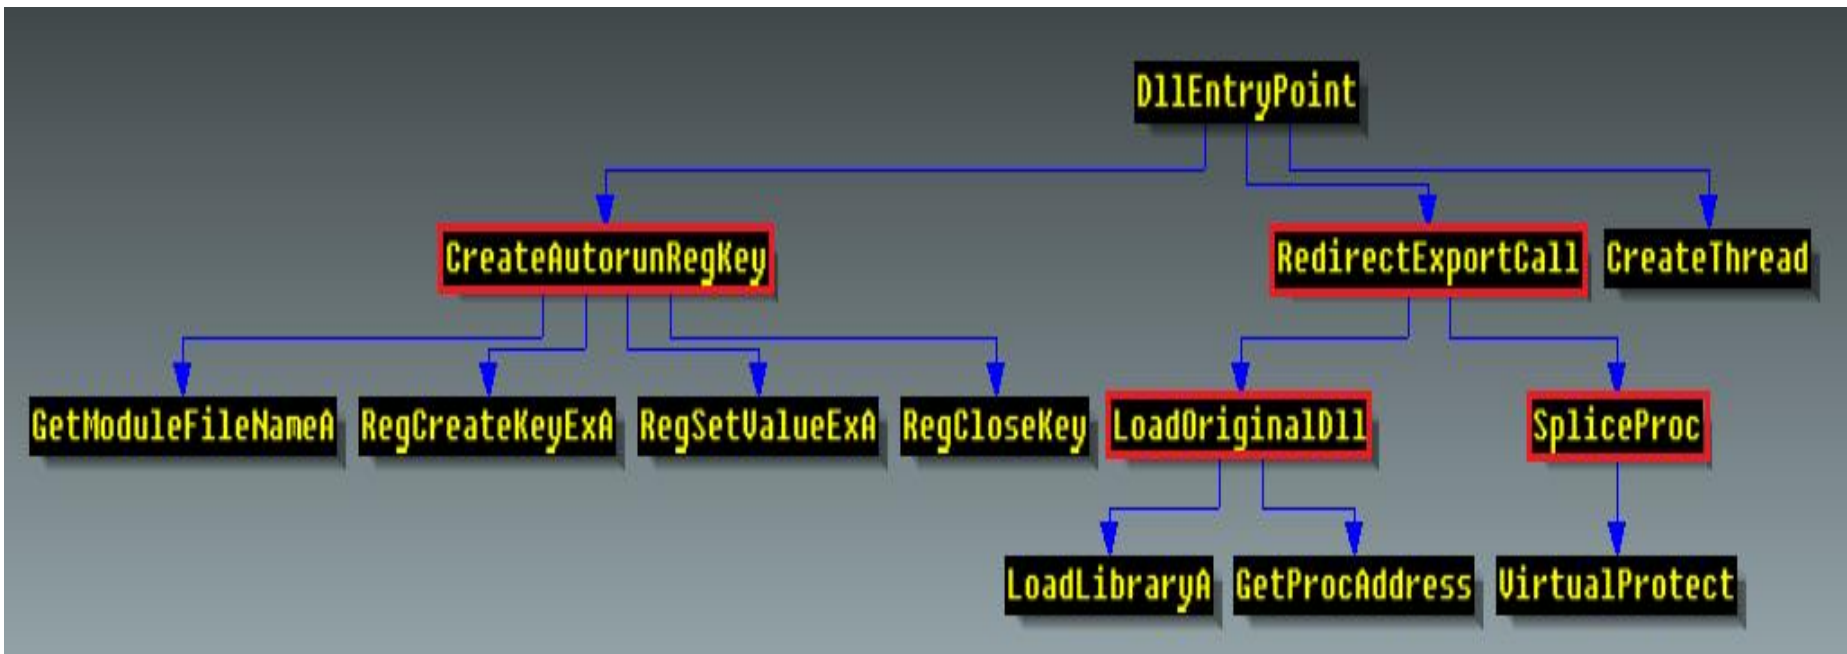 DllEntryPoint
CreateAutorunRegKey
RedirectExportCall
CreateThread
GetModuleFileNameA
RegCreateKeyExA
RegSetValueExA
RegCloseKey
LoadOriginalDll
SpliceProc
LoadLibraryA
GetProcAddress
VirtualProtect